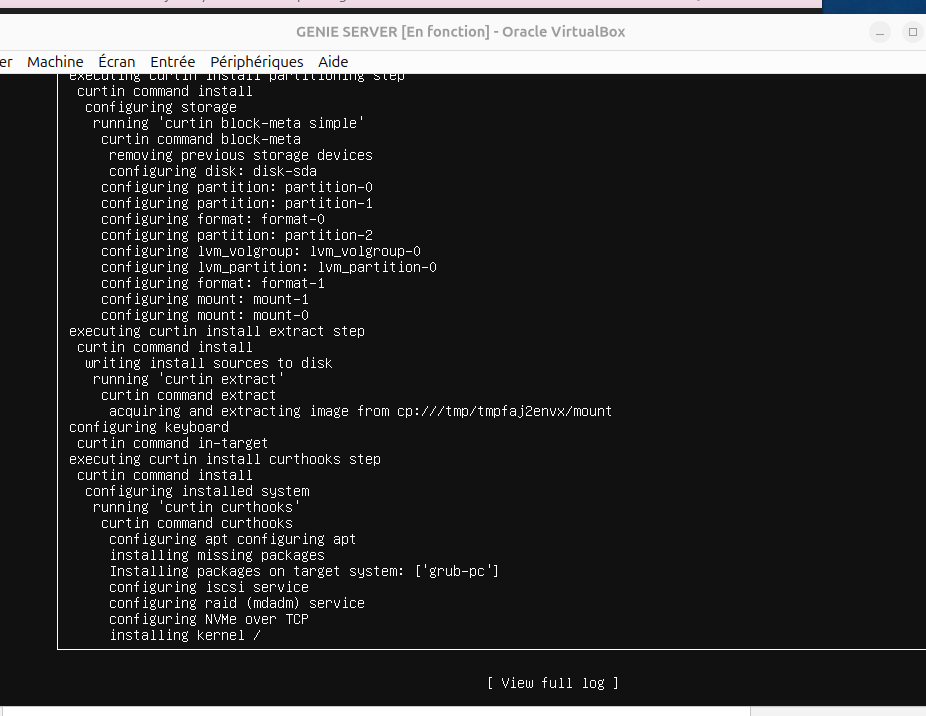 GENIE SERVER [En fonction] - Oracle VirtualBox
er Machine Écran Entrée Périphériques Aide
executing curtin install partitioning step
curtin command install
configuring storage
running 'curtin block-meta simple'
curtin command block-meta
removing previous storage devices
configuring disk: disk-sda
configuring partition: partition-0
configuring partition: partition-1
configuring format: format-0
configuring partition: partition-2
configuring lvm_volgroup: lvm_volgroup-0
configuring lvm_partition: lvm_partition-0
configuring format: format-1
configuring mount: mount-1
configuring mount: mount-0
executing curtin install extract step
curtin command install
writing install sources to disk
running 'curtin extract'
curtin command extract
acquiring and extracting image from cp:///tmp/tmpfaj2envx/mount
configuring keyboard
curtin command in-target
executing curtin install curthooks step
curtin command install
configuring installed system
running 'curtin curthooks'
curtin command curthooks
configuring apt configuring apt
installing missing packages
Installing packages on target system: ['grub-pc']
configuring iscsi service
configuring raid (mdadm) service
configuring NVMe over TCP
installing kernel /
[ View full log ]